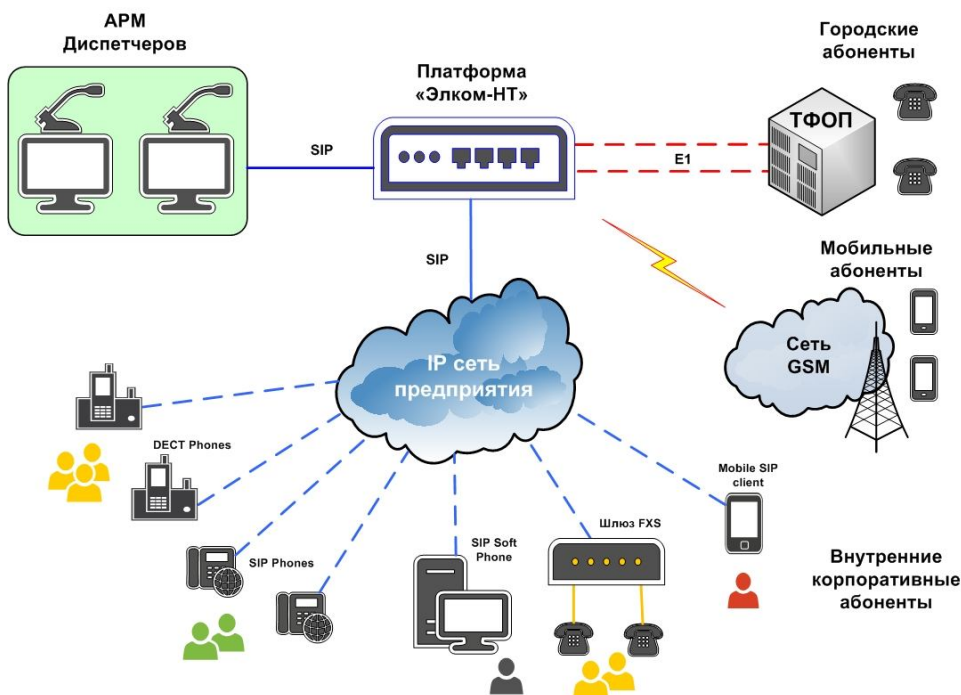 АРМ
Диспетчеров
Платформа
«Элком-НТ»
Городские
абоненты
ТФОП
SIP
E1
SIP
Мобильные
абоненты
Сеть
GSM
IP сеть
предприятия
DECT Phones
Mobile SIP
client
Шлюз FXS
SIP Soft
Phone
SIP Phones
Внутренние
корпоративные
абоненты